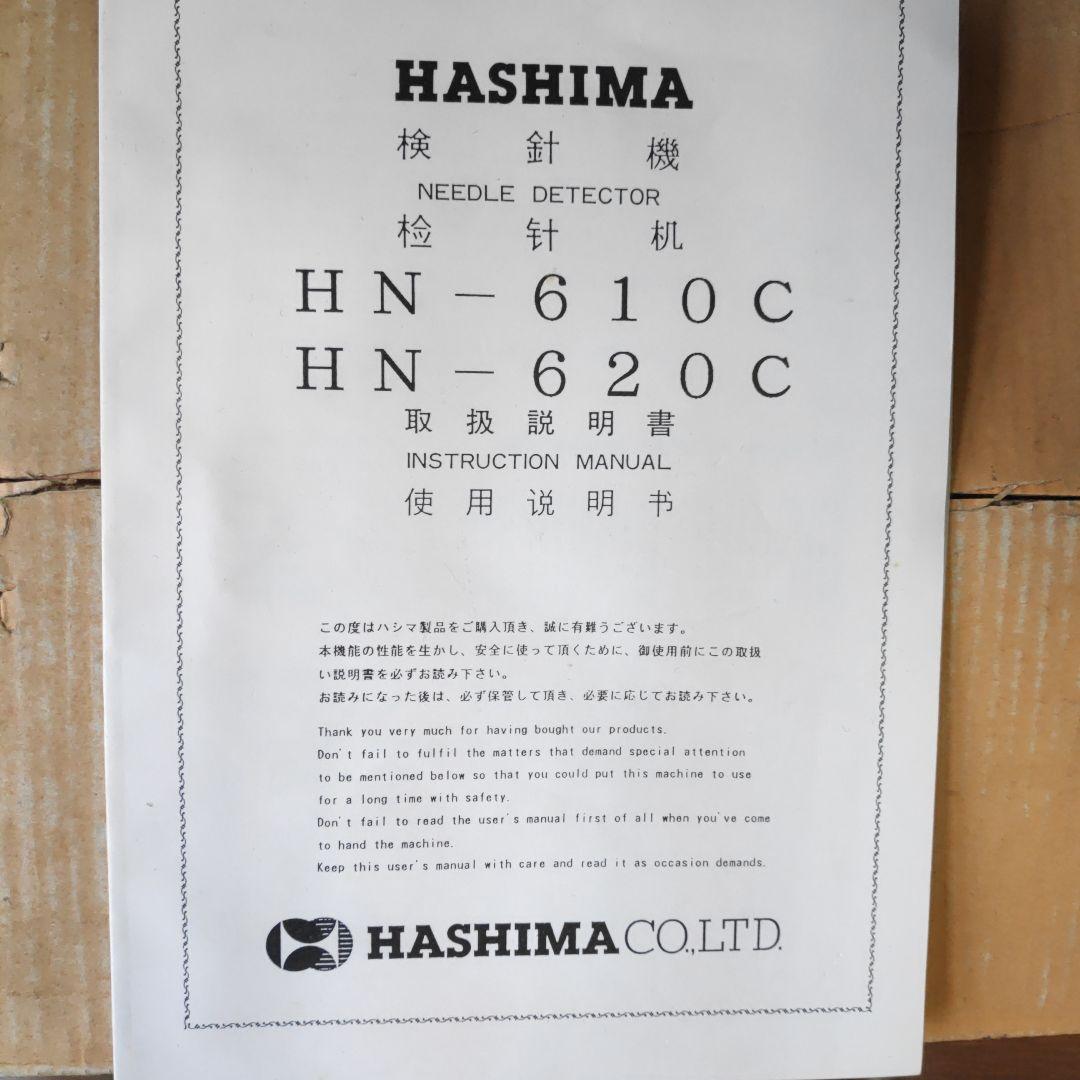 HASHIMA
検 針 機
NEEDLE DETECTOR
检 针 机
HN-610C
HN-620C
取扱説明書
INSTRUCTION MANUAL
使用说明书
この度はハシマ製品をご購入頂き、誠に有難うございます。
本機能の性能を生かし、安全に使って頂くために、御使用前にこの取扱
い説明書を必ずお読み下さい。
お読みになった後は、必ず保管して頂き、必要に応じてお読み下さい。
Thank you very much for having bought our products.
Don't fail to fulfil the matters that demand special attention
to be mentioned below so that you could put this machine to use
for a long time with safety.
Don't fail to read the user's manual first of all when you've come
to hand the machine.
Keep this user's manual with care and read it as occasion demands.
HASHIMA CO.,LTD.